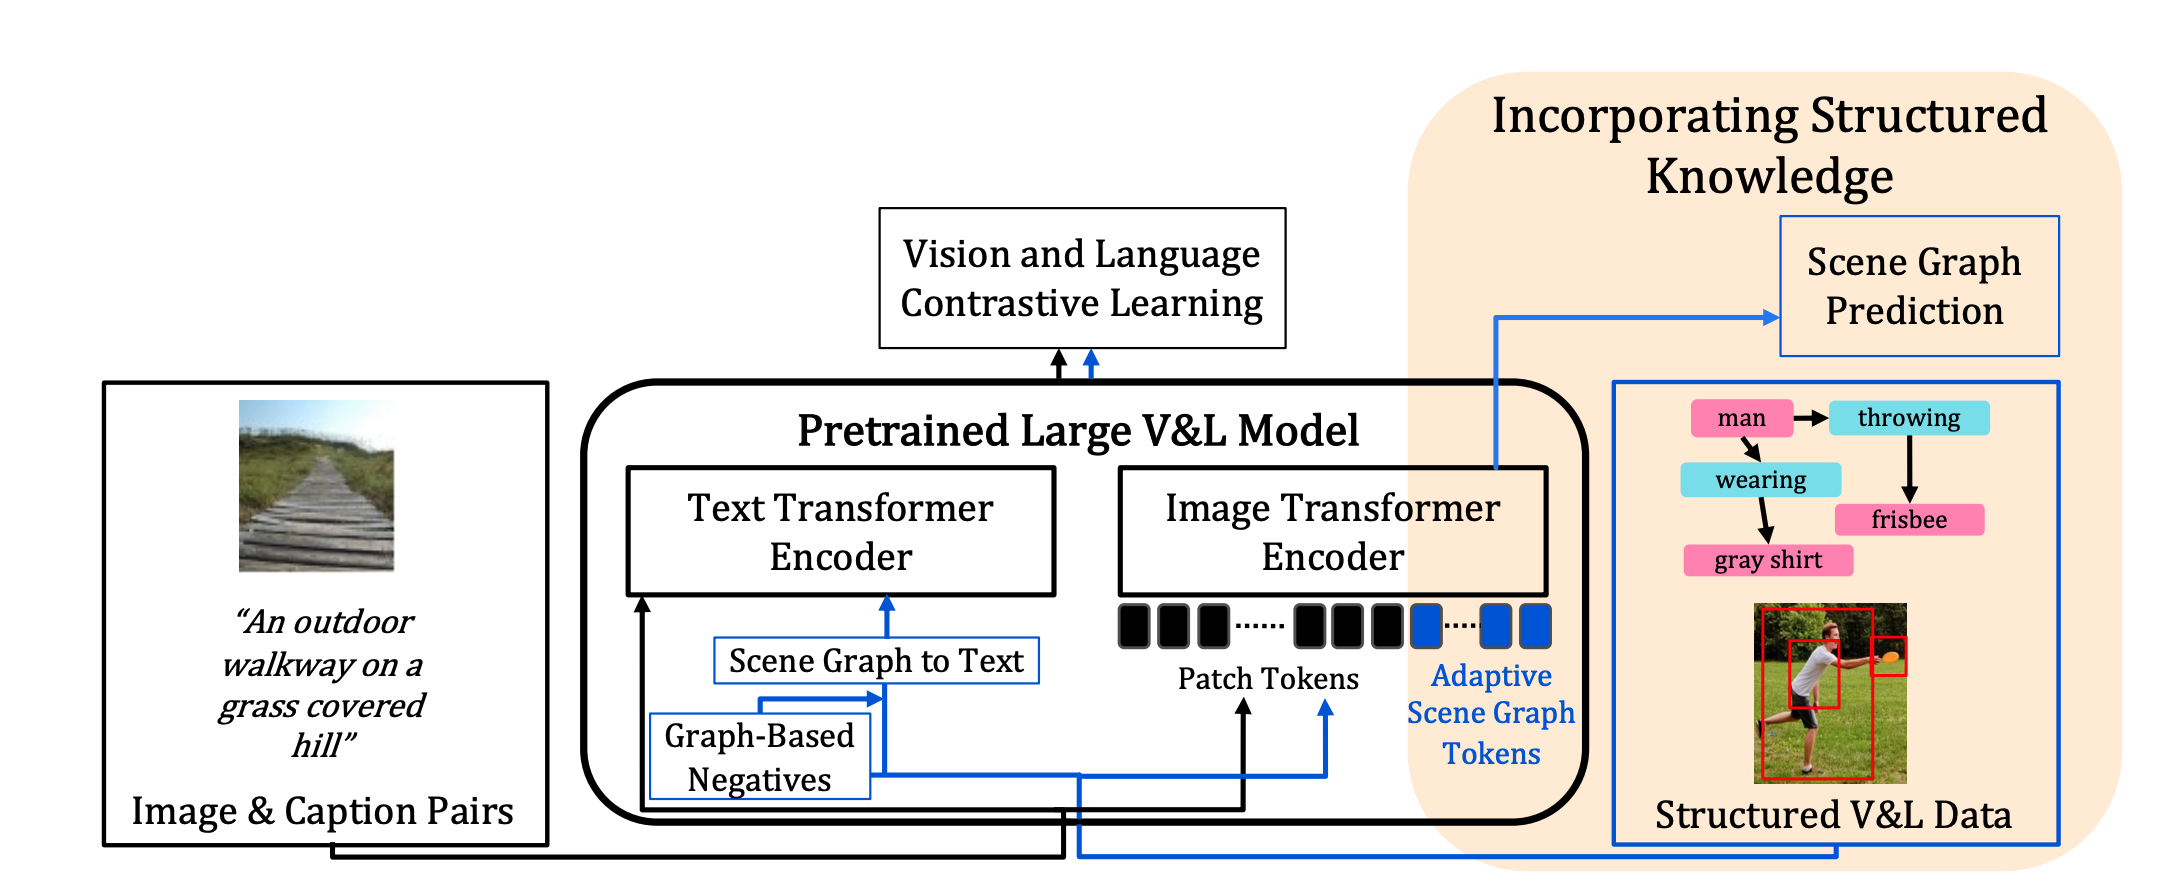 Incorporating Structured
Knowledge
Vision and Language
Contrastive Learning
Scene Graph
Prediction
Pretrained Large V&L Model
Text Transformer
Encoder
Image Transformer
Encoder
Scene Graph to Text
Graph-Based
Negatives
Patch Tokens
Adaptive
Scene Graph
Tokens
“An outdoor
walkway on a
grass covered
hill”
Image & Caption Pairs
man
throwing
wearing
frisbee
gray shirt
Structured V&L Data